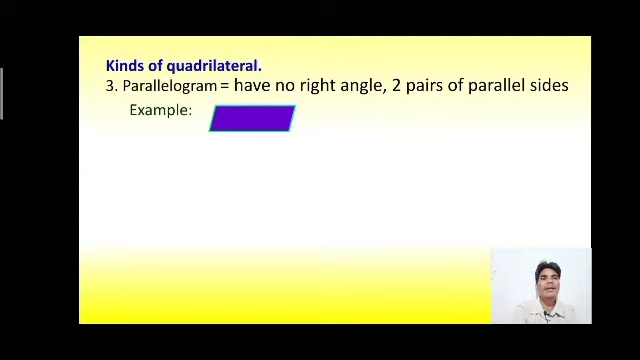 Kinds of quadrilateral.
3. Parallelogram = have no right angle, 2 pairs of parallel sides
Example: